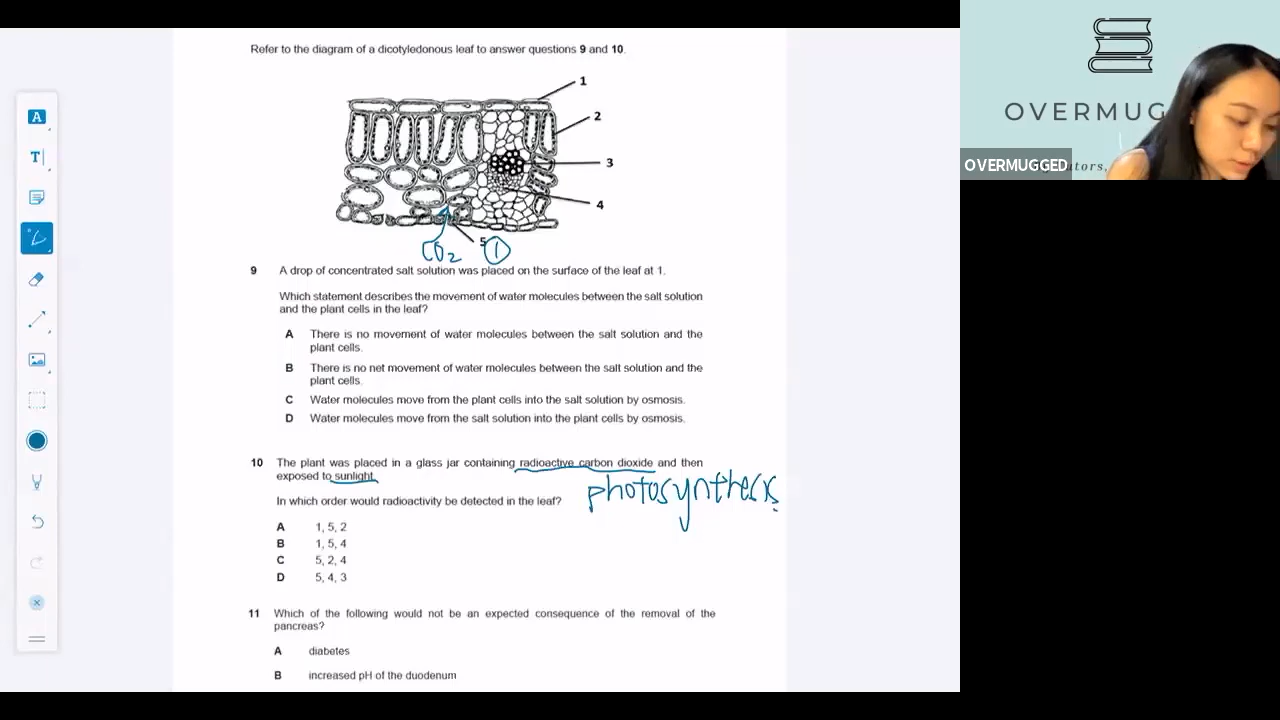 Refer to the diagram of a dicotyledonous leaf to answer questions 9 and 10.
1
2
3
4
5
CO2
1
9 A drop of concentrated salt solution was placed on the surface of the leaf at 1.
Which statement describes the movement of water molecules between the salt solution
and the plant cells in the leaf?
A There is no movement of water molecules between the salt solution and the
plant cells.
B There is no net movement of water molecules between the salt solution and the
plant cells.
C Water molecules move from the plant cells into the salt solution by osmosis.
D Water molecules move from the salt solution into the plant cells by osmosis.
10 The plant was placed in a glass jar containing radioactive carbon dioxide and then
exposed to sunlight.
photosynthesis
In which order would radioactivity be detected in the leaf?
A 1, 5, 2
B 1, 5, 4
C 5, 2, 4
D 5, 4, 3
11 Which of the following would not be an expected consequence of the removal of the
pancreas?
A diabetes
B increased pH of the duodenum
A
T
OVERMUG
OVERMUGGED